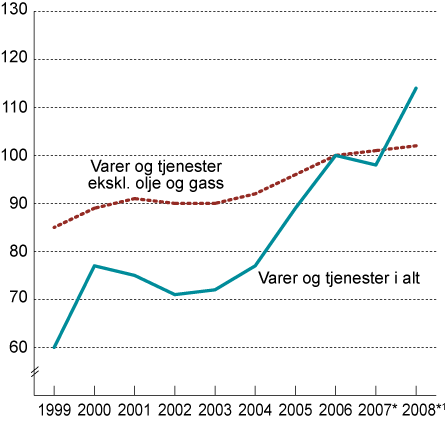 130
120
110
100
90
80
70
60
Varer og tjenester
ekskl. olje og gass
Varer og tjenester i alt
1999 2000 2001 2002 2003 2004 2005 2006 2007* 2008*¹